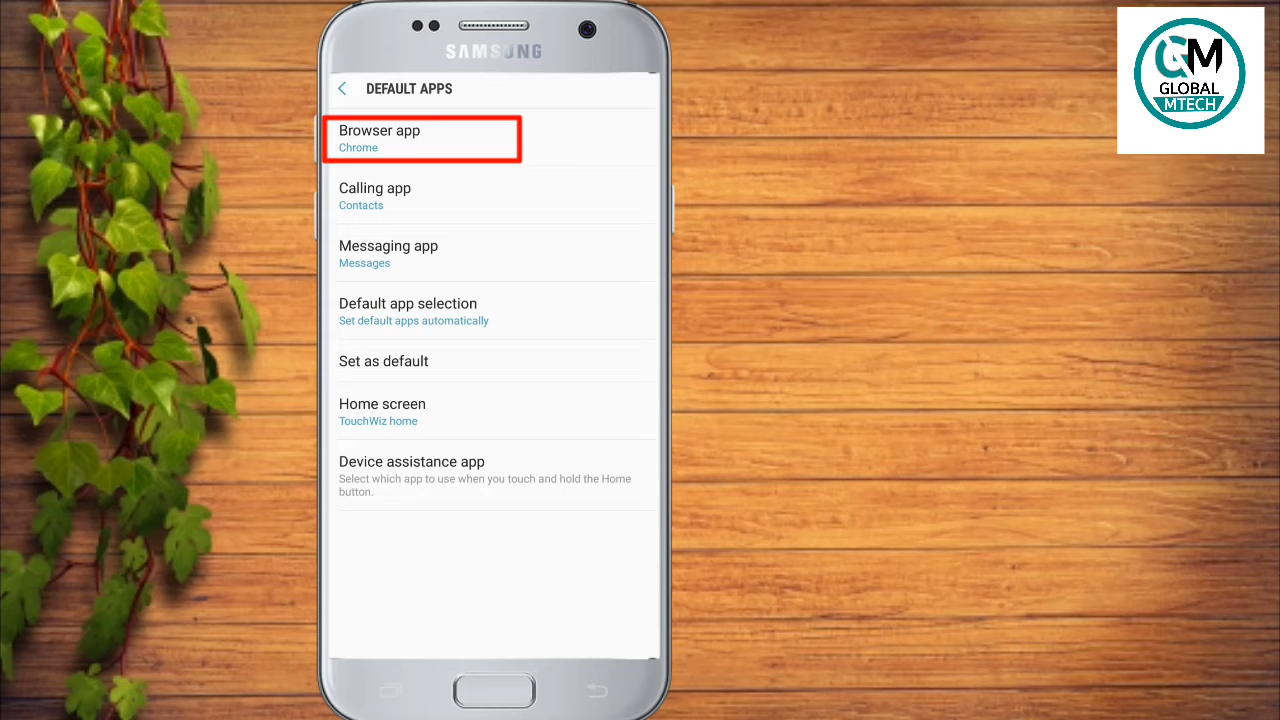 SAMSUNG
DEFAULT APPS
Browser app
Chrome
Calling app
Contacts
Messaging app
Messages
Default app selection
Set default apps automatically
Set as default
Home screen
TouchWiz home
Device assistance app
Select which app to use when you touch and hold the Home
button.
GM
GLOBAL
MTECH